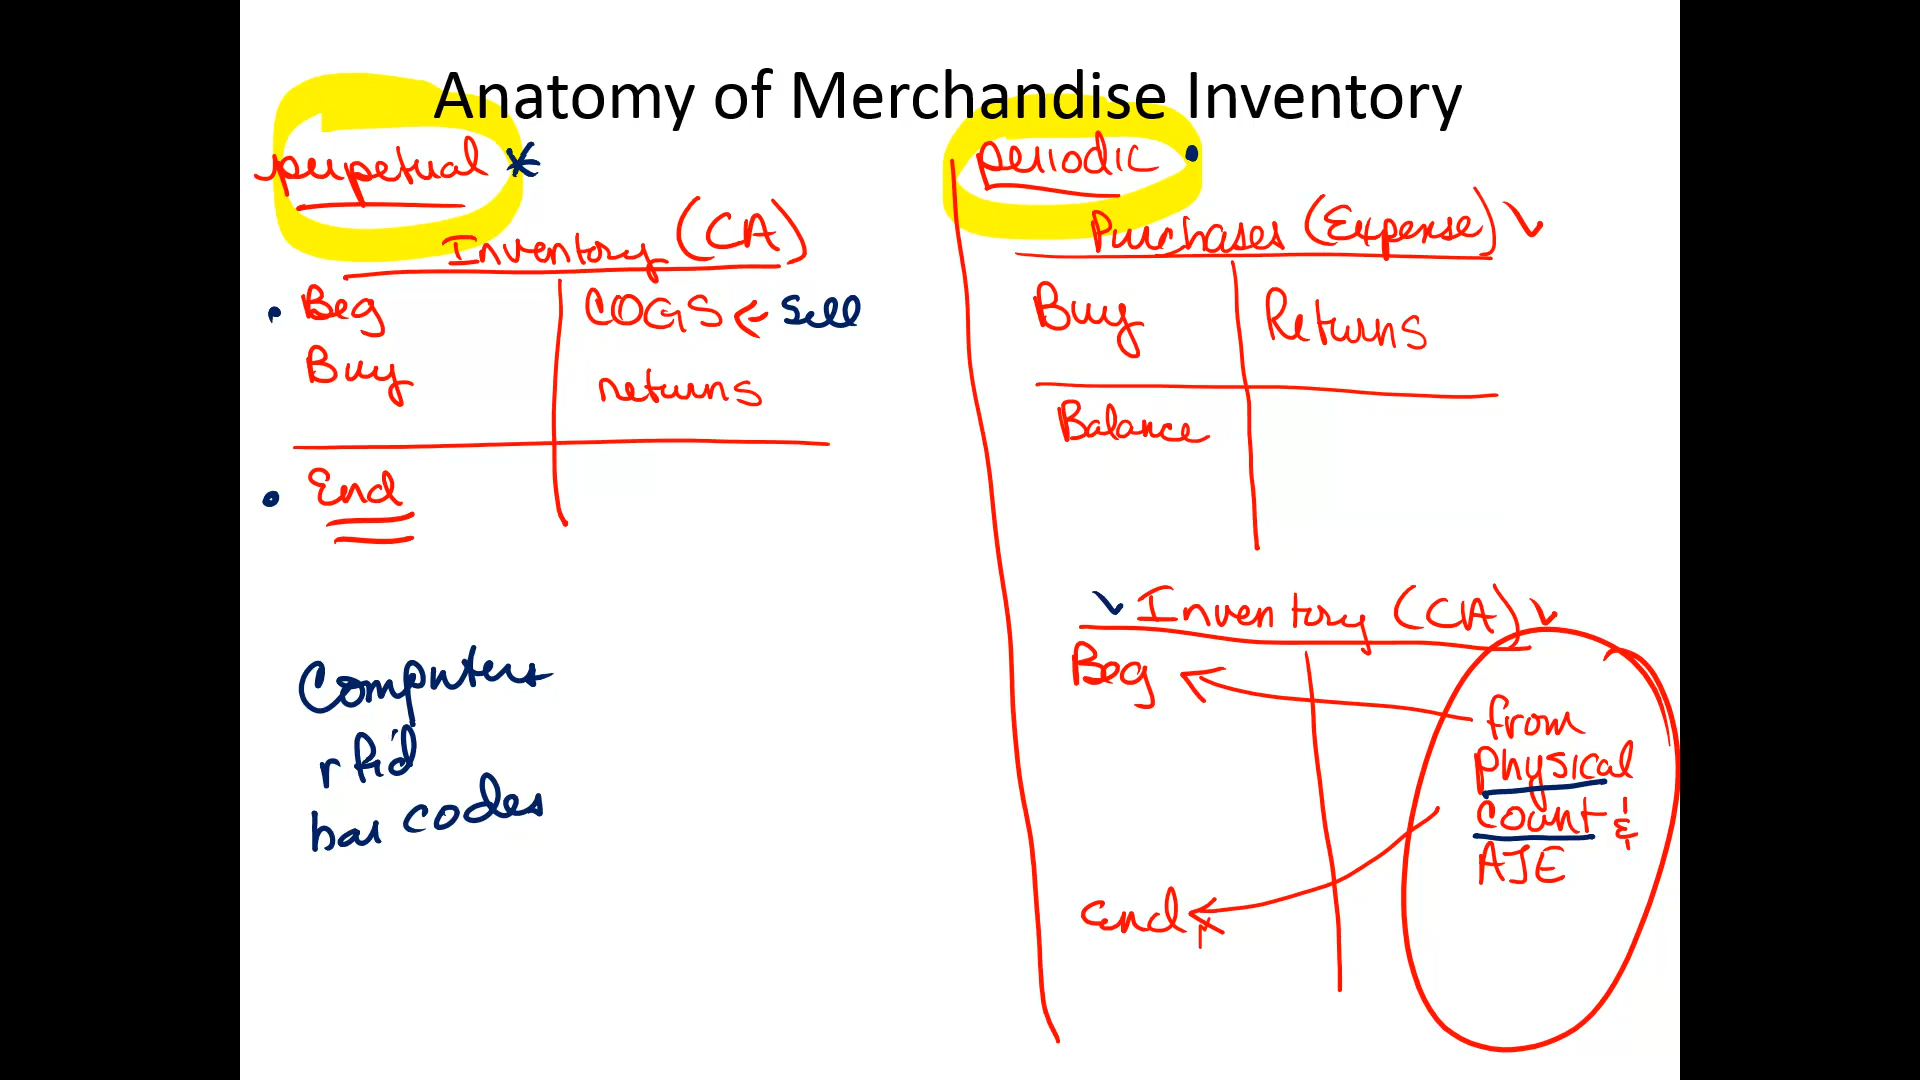 Anatomy of Merchandise Inventory
perpetual *
Inventory (CA)
Beg
COGS ← Sell
Buy
returns
End
Computers
rfid
bar codes
periodic
Purchases (Expense)
Buy
Returns
Balance
Inventory (CA)
Beg
from
Physical
Count &
AJE
end